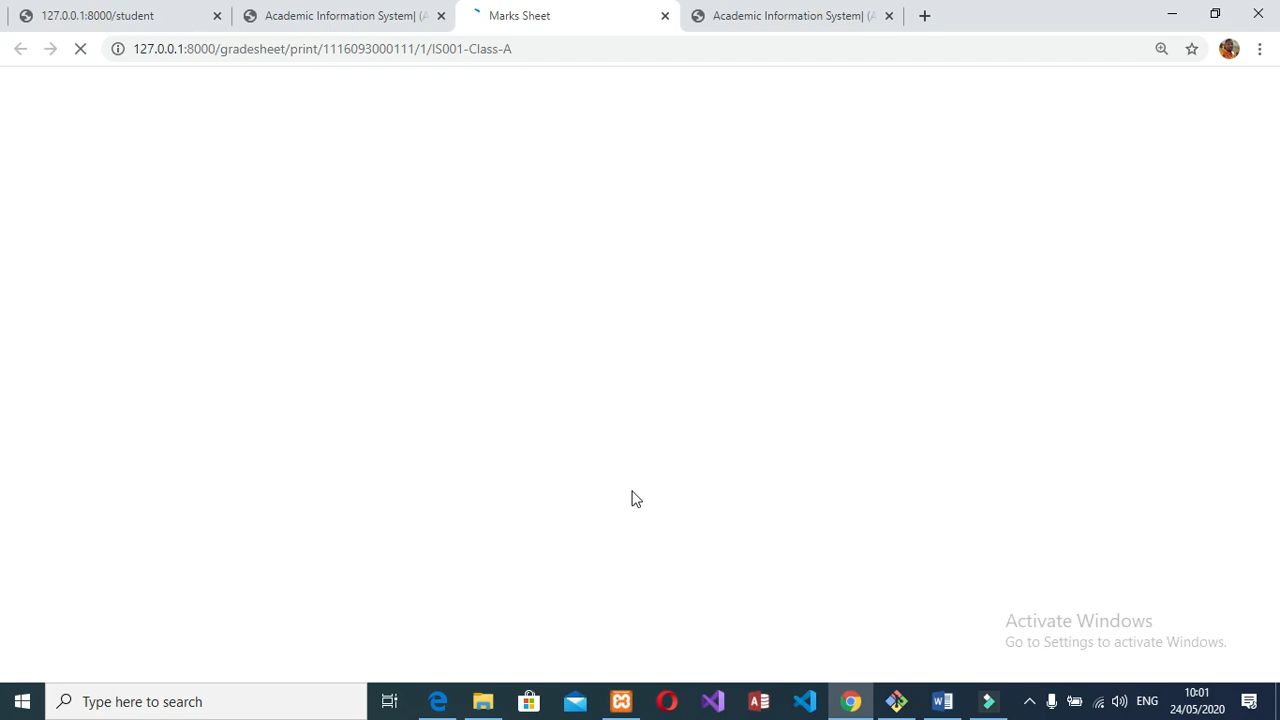 127.0.0.1:8000/student
Academic Information System| (A
Marks Sheet
Academic Information System| (A
127.0.0.1:8000/gradesheet/print/1116093000111/1/IS001-Class-A
Activate Windows
Go to Settings to activate Windows.
Type here to search
ENG
10:01
24/05/2020